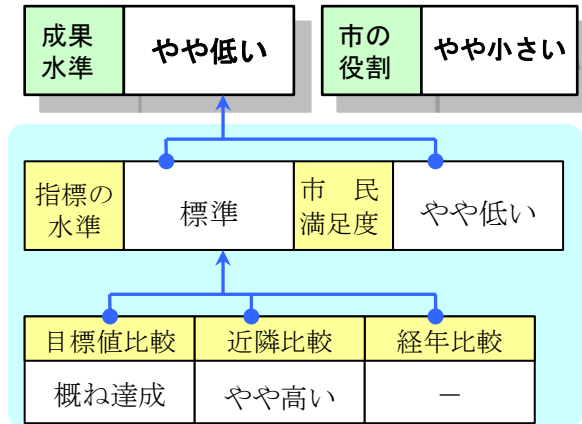 成果
水準
やや低い
市の
役割
やや小さい
指標の
水準
標準
市　民
満足度
やや低い
目標値比較
近隣比較
経年比較
概ね達成
やや高い
－